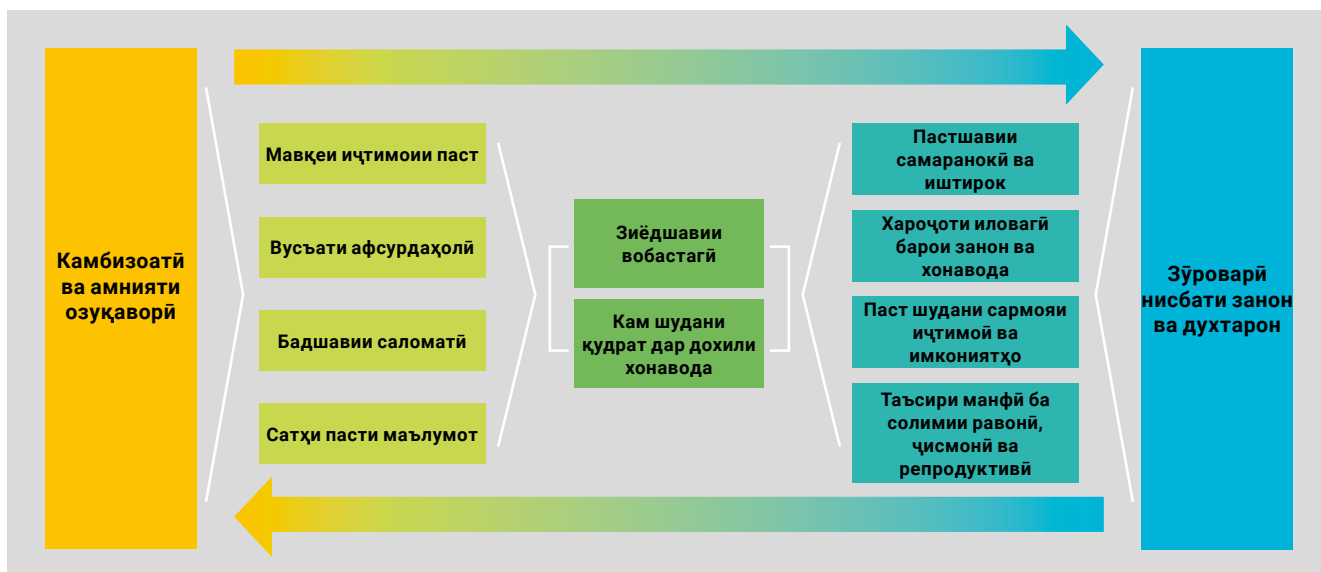 Камбизоатӣ
ва амнияти
озуқаворӣ
Мавқеи иҷтимоии паст
Вусъати афсурдаҳолӣ
Бадшавии саломатӣ
Сатҳи пасти маълумот
Зиёдшавии
вобастагӣ
Кам шудани
қудрат дар дохили
хонавода
Пастшавии
самаранокӣ ва
иштирок
Хароҷоти иловагӣ
барои занон ва
хонавода
Паст шудани сармояи
иҷтимоӣ ва
имкониятҳо
Таъсири манфӣ ба
солимии равонӣ,
ҷисмонӣ ва
репродуктивӣ
Зӯроварӣ
нисбати занон
ва духтарон